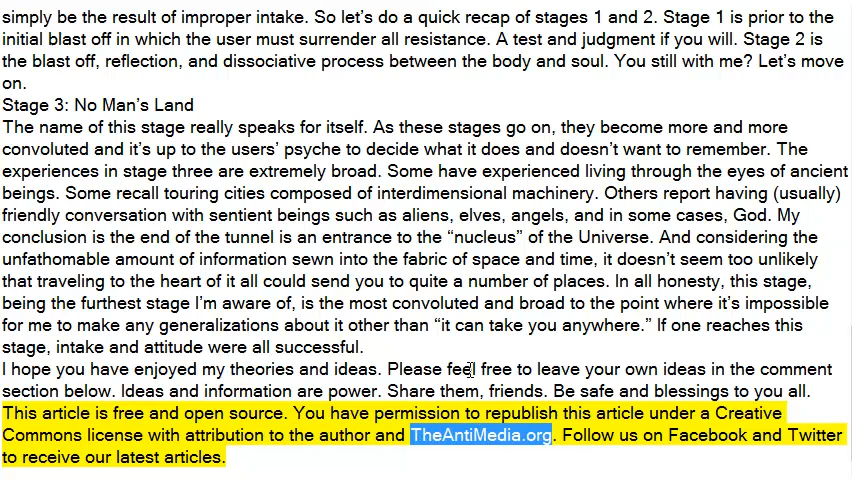 simply be the result of improper intake. So let’s do a quick recap of stages 1 and 2. Stage 1 is prior to the
initial blast off in which the user must surrender all resistance. A test and judgment if you will. Stage 2 is
the blast off, reflection, and dissociative process between the body and soul. You still with me? Let’s move
on.
Stage 3: No Man’s Land
The name of this stage really speaks for itself. As these stages go on, they become more and more
convoluted and it’s up to the users’ psyche to decide what it does and doesn’t want to remember. The
experiences in stage three are extremely broad. Some have experienced living through the eyes of ancient
beings. Some recall touring cities composed of interdimensional machinery. Others report having (usually)
friendly conversation with sentient beings such as aliens, elves, angels, and in some cases, God. My
conclusion is the end of the tunnel is an entrance to the “nucleus” of the Universe. And considering the
unfathomable amount of information sewn into the fabric of space and time, it doesn’t seem too unlikely
that traveling to the heart of it all could send you to quite a number of places. In all honesty, this stage,
being the furthest stage I’m aware of, is the most convoluted and broad to the point where it’s impossible
for me to make any generalizations about it other than “it can take you anywhere.” If one reaches this
stage, intake and attitude were all successful.
I hope you have enjoyed my theories and ideas. Please feel free to leave your own ideas in the comment
section below. Ideas and information are power. Share them, friends. Be safe and blessings to you all.
This article is free and open source. You have permission to republish this article under a Creative
Commons license with attribution to the author and TheAntiMedia.org. Follow us on Facebook and Twitter
to receive our latest articles.